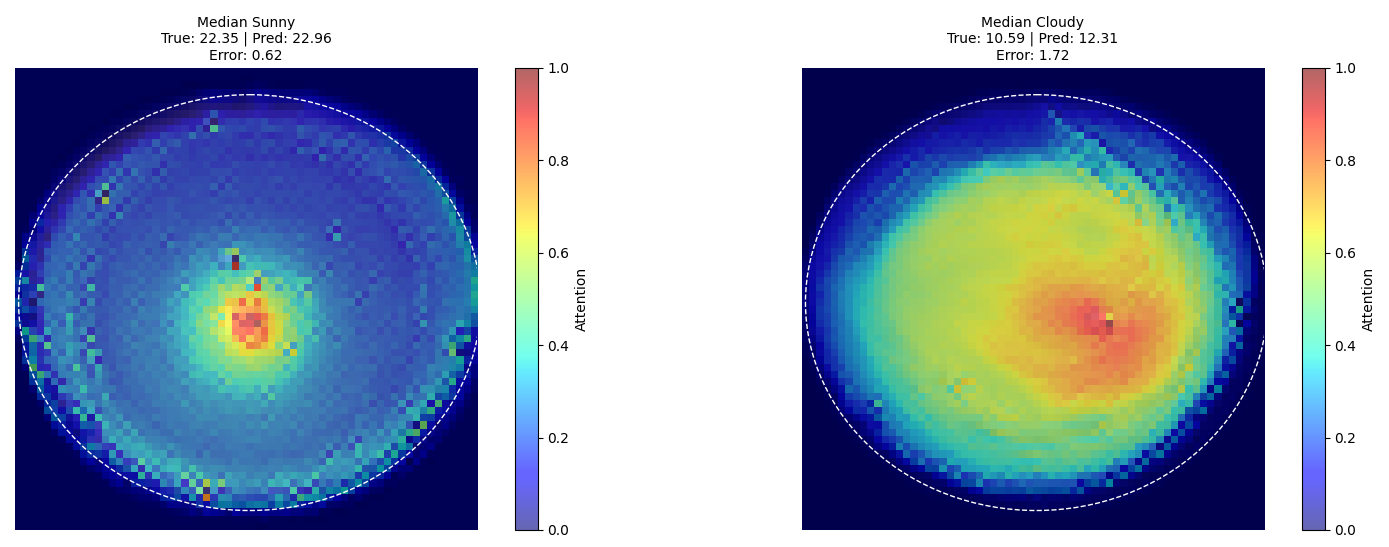 Median Sunny
True: 22.35 | Pred: 22.96
Error: 0.62
1.0
0.8
0.6
0.4
0.2
0.0
Attention
Median Cloudy
True: 10.59 | Pred: 12.31
Error: 1.72
1.0
0.8
0.6
0.4
0.2
0.0
Attention